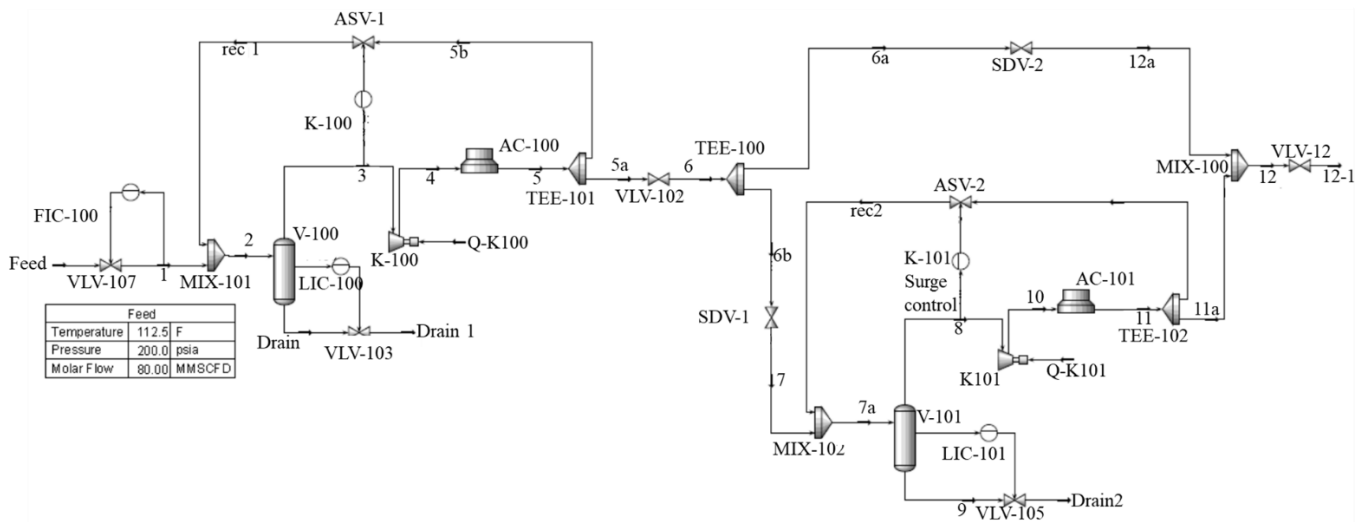 ASV-1
rec 1
5b
6a
SDV-2
12a
K-100
AC-100
TEE-100
VLV-12
3
4
5
5a
6
MIX-100
12
12-1
TEE-101
VLV-102
ASV-2
FIC-100
rec2
V-100
Q-K100
K-100
2
6b
K-101
Feed
1
LIC-100
AC-101
VLV-107
MIX-101
Surge
control
10
SDV-1
11
11a
Feed
Temperature 112.5 F
Pressure 200.0 psia
Molar Flow 80.00 MMSCFD
Drain
Drain 1
VLV-103
8
TEE-102
K101
Q-K101
7
7a
V-101
MIX-102
LIC-101
9
Drain2
VLV-105